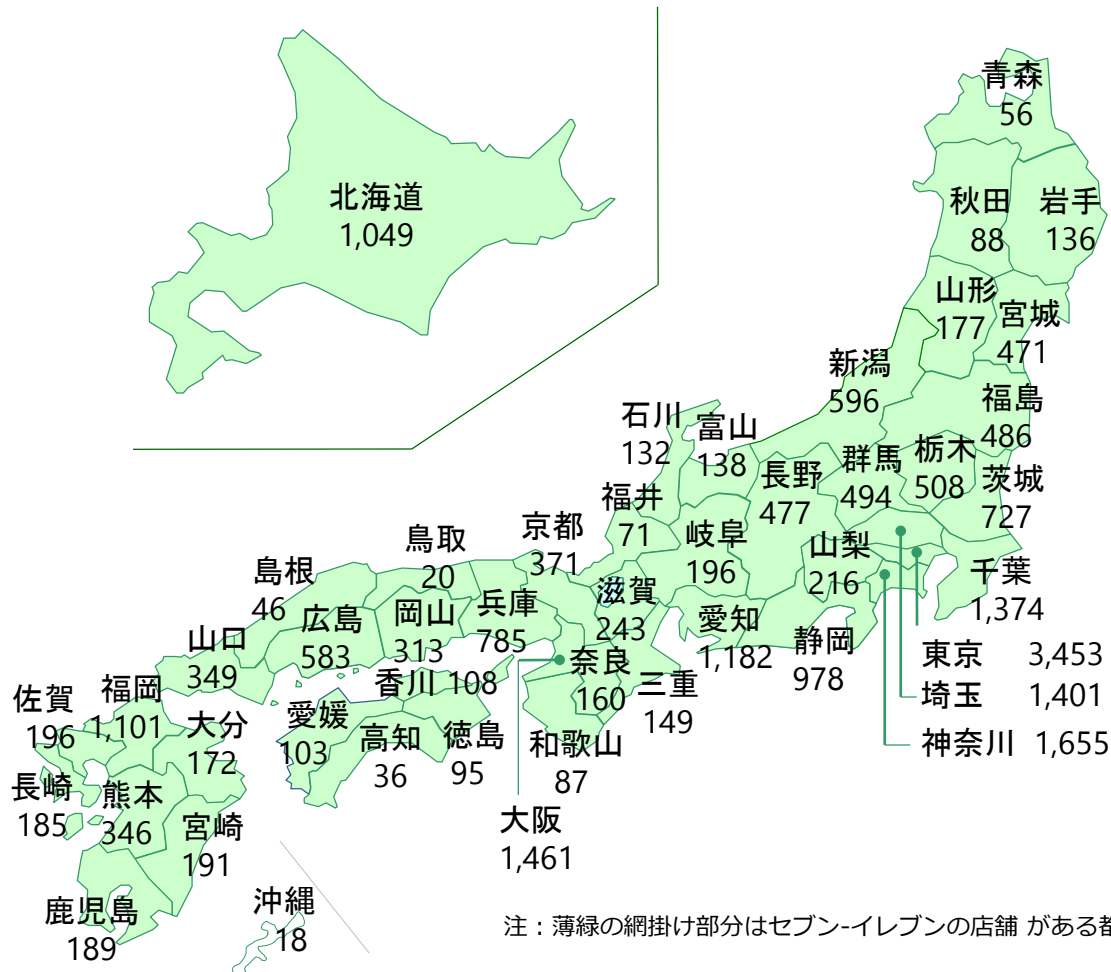 北海道
1,049
青森
56
秋田
88
岩手
136
山形
177
宮城
471
新潟
596
福島
486
石川
132
富山
138
長野
477
群馬
494
栃木
508
茨城
727
福井
71
岐阜
196
山梨
216
千葉
1,374
京都
371
滋賀
243
愛知
1,182
静岡
978
東京 3,453
埼玉 1,401
神奈川 1,655
鳥取
20
島根
46
岡山
313
兵庫
785
広島
583
山口
349
奈良
160
三重
149
和歌山
87
大阪
1,461
香川 108
愛媛
103
高知
36
徳島
95
福岡
1,101
佐賀
196
大分
172
長崎
185
熊本
346
宮崎
191
鹿児島
189
沖縄
18
注：薄緑の網掛け部分はセブン-イレブンの店舗 がある都